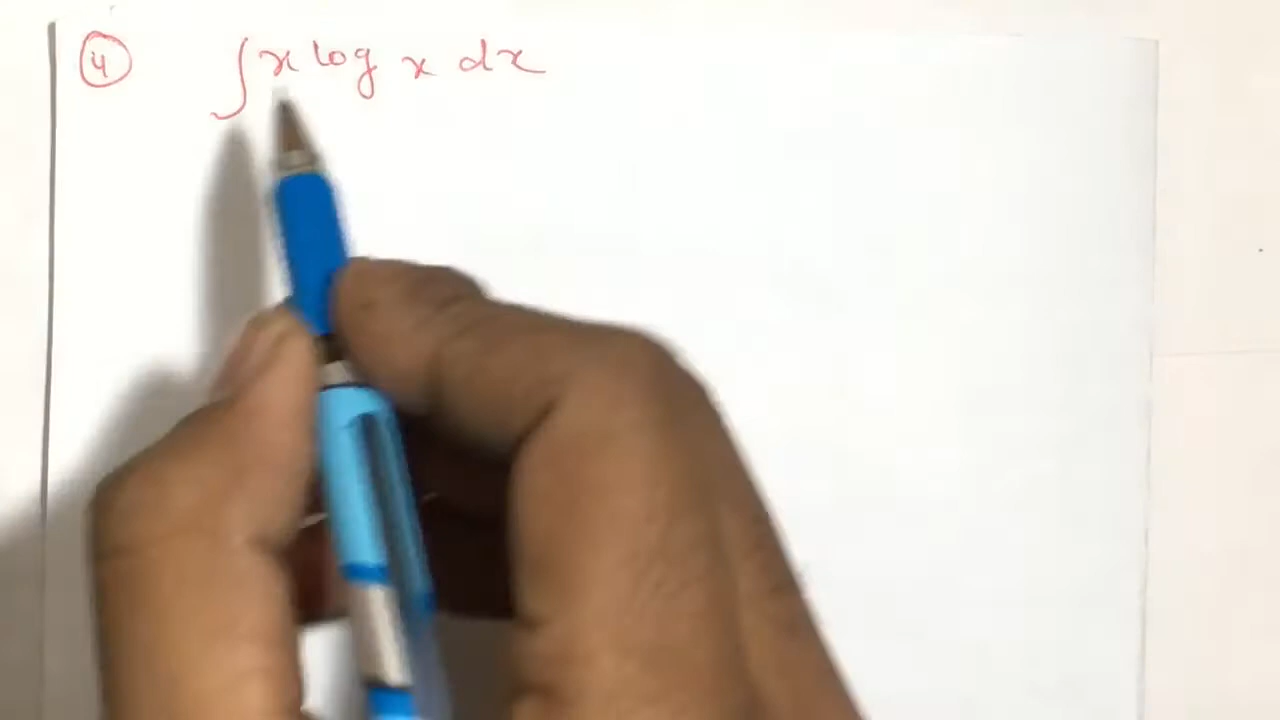 ④ ∫x log x dx